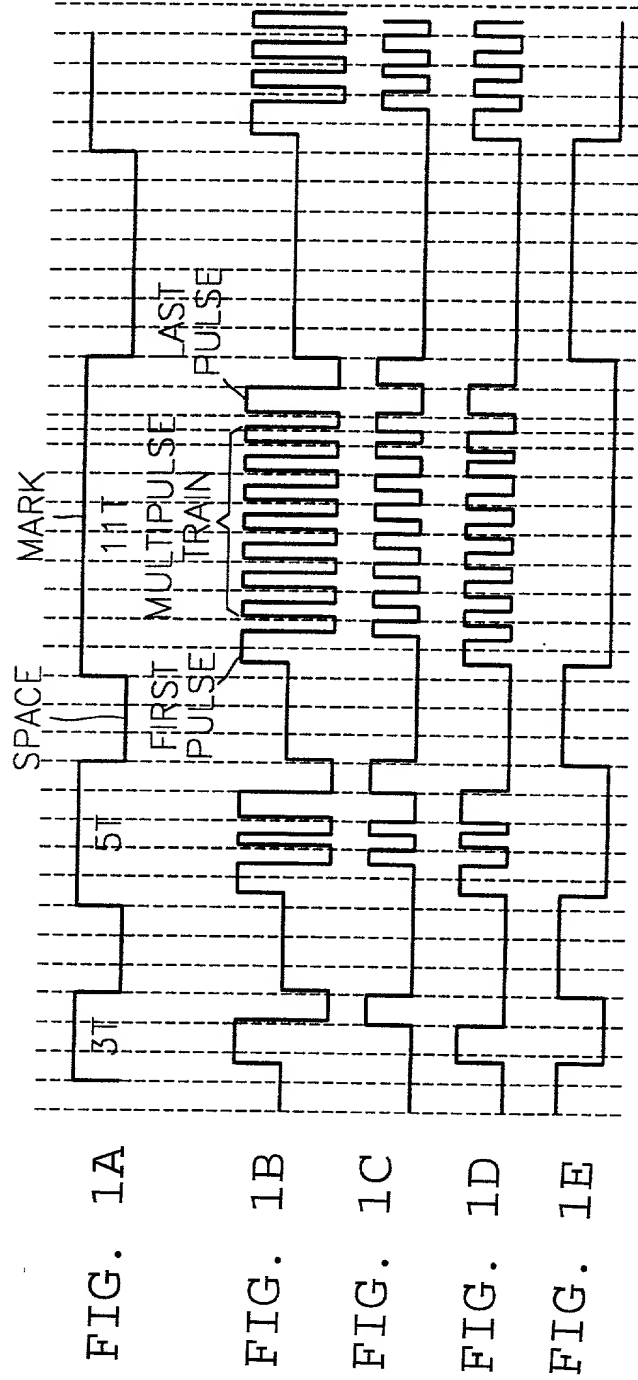 SPACE
MARK
3T
5T
11T
FIRST
PULSE
MULTIPULSE
TRAIN
LAST
PULSE
FIG. 1A
FIG. 1B
FIG. 1C
FIG. 1D
FIG. 1E